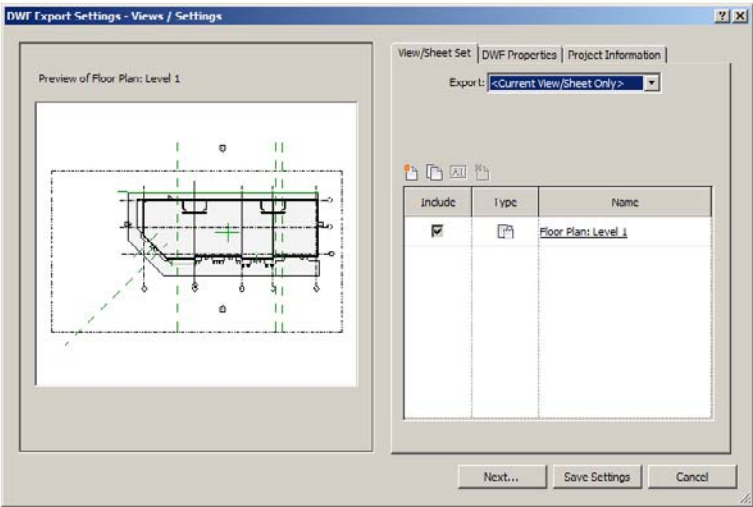 DWF Export Settings - Views / Settings
Preview of Floor Plan: Level 1
View/Sheet Set
DWF Properties
Project Information
Export: <Current View/Sheet Only>
Include
Type
Name
Floor Plan: Level 1
Next...
Save Settings
Cancel